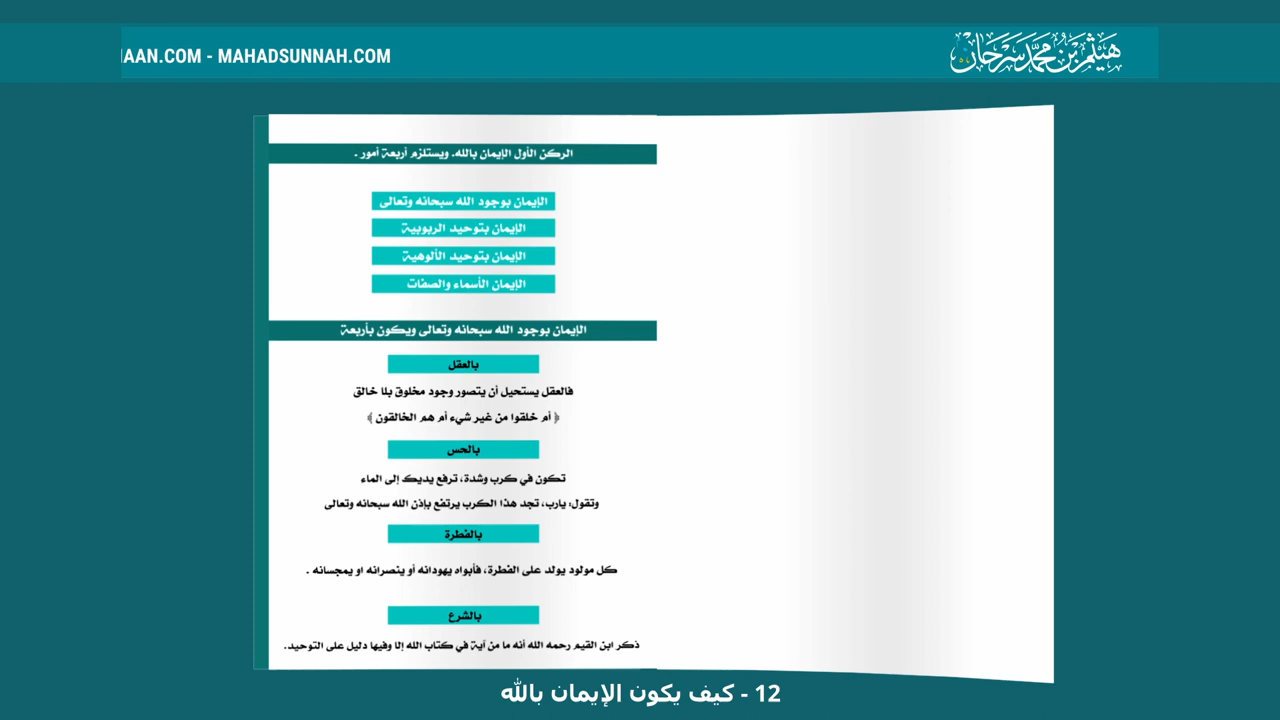 هيثم بن محمد سرحان
MAAN.COM - MAHADSUNNAH.COM
الركن الأول الإيمان بالله. ويستلزم أربعة أمور .
الإيمان بوجود الله سبحانه وتعالى
الإيمان بتوحيد الربوبية
الإيمان بتوحيد الألوهية
الإيمان الأسماء والصفات
الإيمان بوجود الله سبحانه وتعالى ويكون بأربعة
بالعقل
فالعقل يستحيل أن يتصور وجود مخلوق بلا خالق
﴿ أم خلقوا من غير شيء أم هم الخالقون ﴾
بالحس
تكون في كرب وشدة، ترفع يديك إلى الماء
وتقول: يارب، تجد هذا الكرب يرتفع بإذن الله سبحانه وتعالى
بالفطرة
كل مولود يولد على الفطرة، فأبواه يهودانه أو ينصرانه او يمجسانه .
بالشرع
ذكر ابن القيم رحمه الله أنه ما من آية في كتاب الله إلا وفيها دليل على التوحيد.
12 - كيف يكون الإيمان بالله